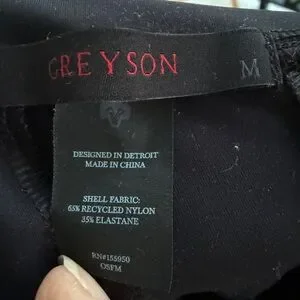 GREYSON M
DESIGNED IN DETROIT
MADE IN CHINA
SHELL FABRIC:
65% RECYCLED NYLON
35% ELASTANE
RN#155950
OSFM